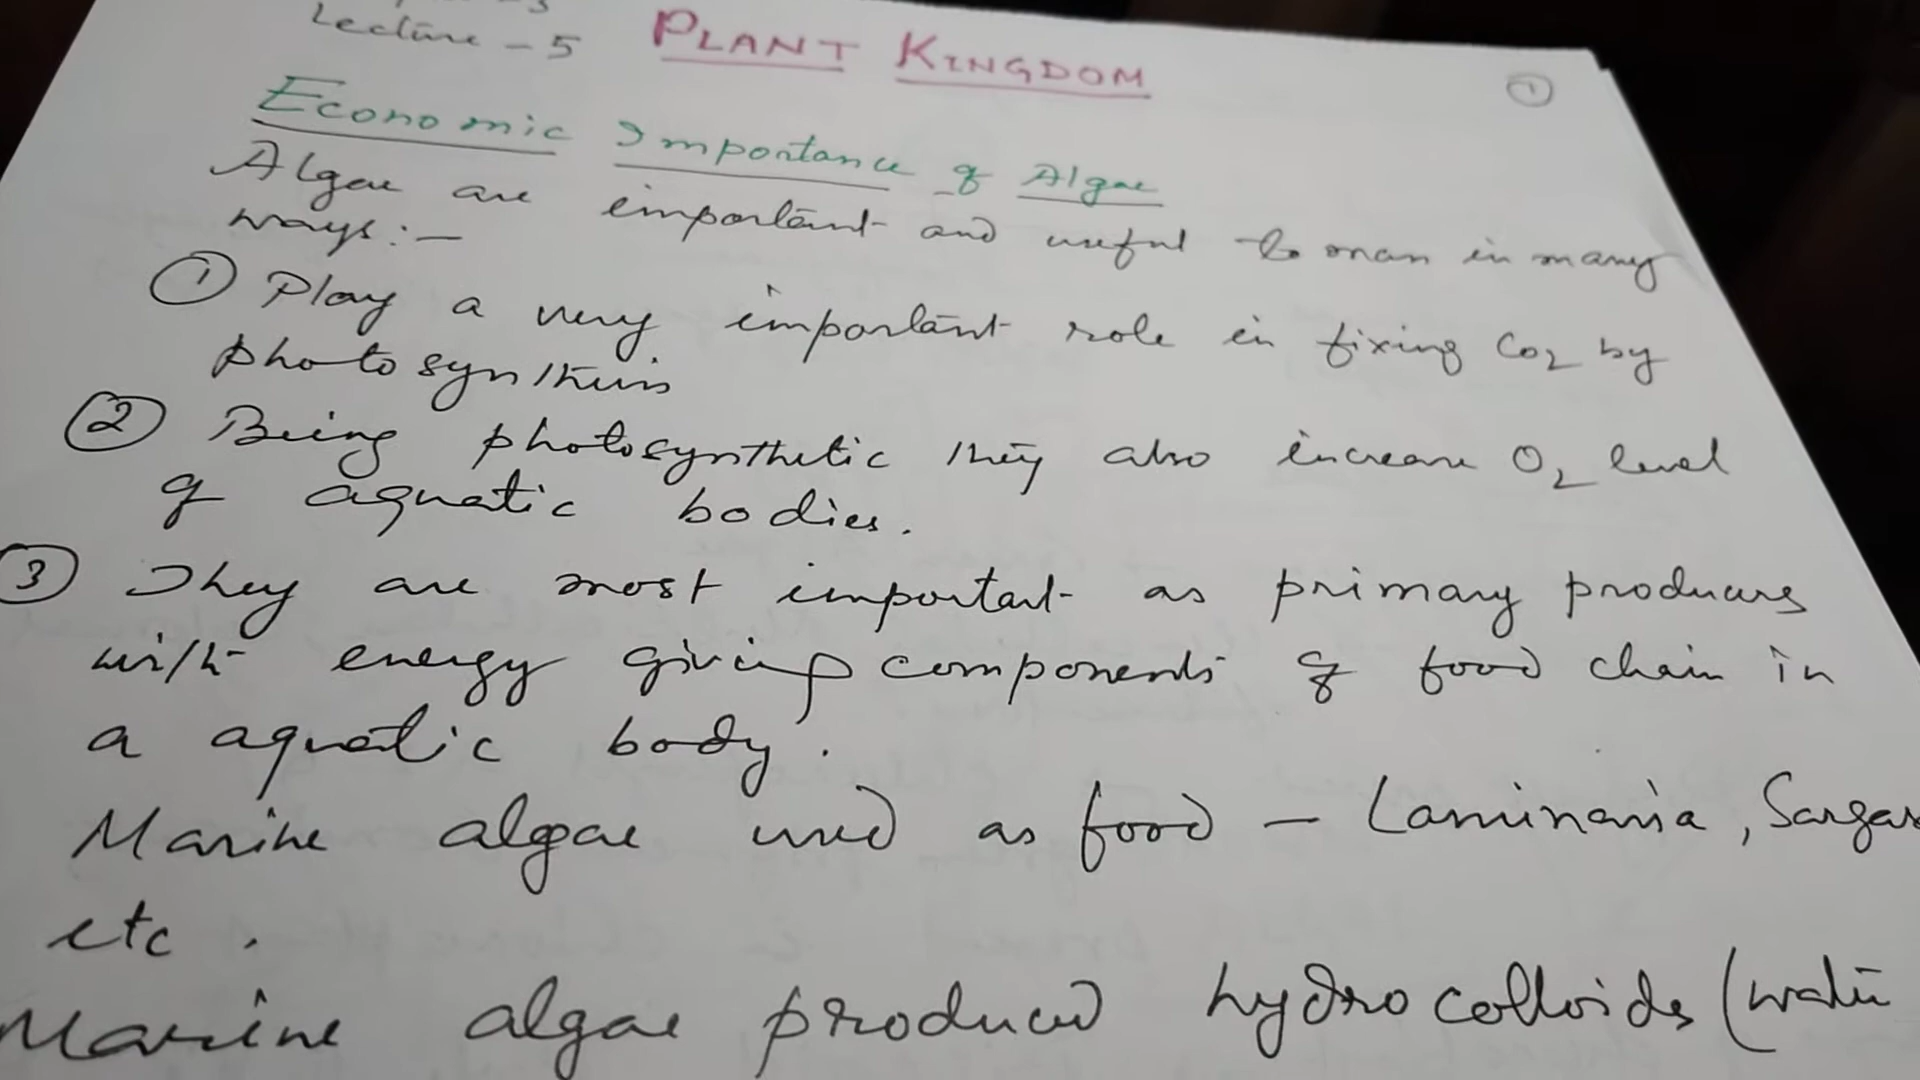 Lecture - 5 PLANT KINGDOM
①
Economic Importance of Algae
Algae are important and useful to man in many
ways:-
① Play a very important role in fixing CO2 by
photosynthesis
② Being photosynthetic they also increase O2 level
of aquatic bodies.
③ They are most important as primary producers
with energy giving components of food chain in
a aquatic body.
Marine algae used as food - Laminaria, Sargas
etc.
Marine algae produced hydrocolloids (water